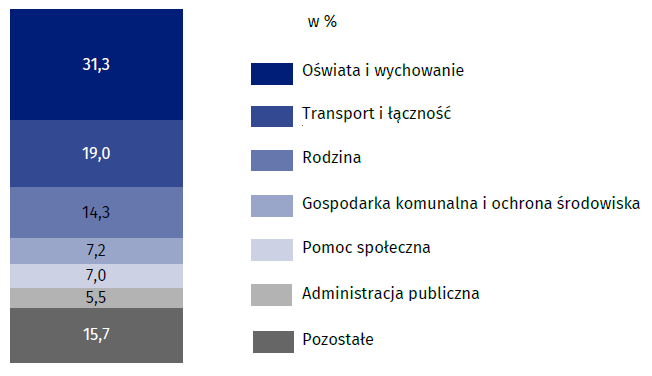 w %
31,3
Oświata i wychowanie
19,0
Transport i łączność
14,3
Rodzina
7,2
Gospodarka komunalna i ochrona środowiska
7,0
Pomoc społeczna
5,5
Administracja publiczna
15,7
Pozostałe